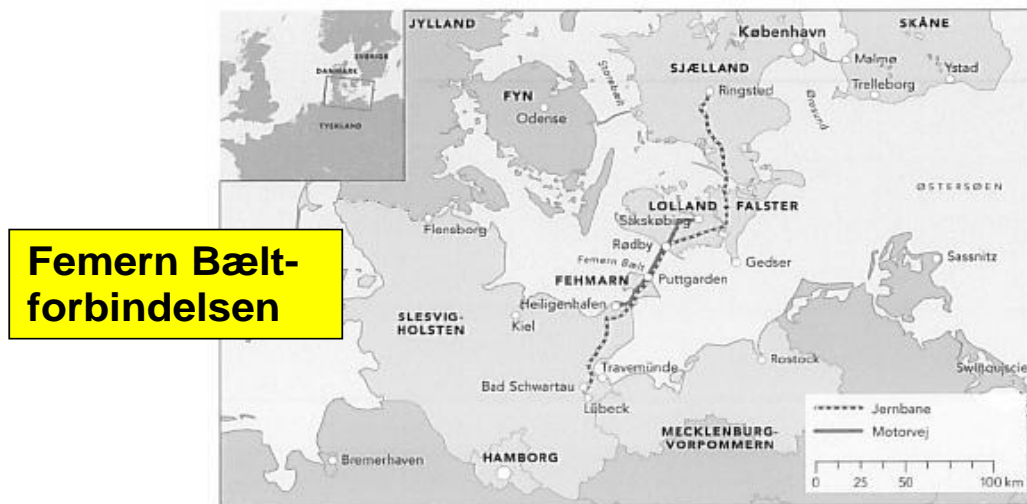 JYLLAND
København
SKÅNE
SVERIGE
DANMARK
TYSKLAND
SJÆLLAND
Malmø
Ystad
Trelleborg
Storebælt
Ringsted
FYN
Odense
Øresund
ØSTERSØEN
LOLLAND
FALSTER
Sakskøbing
Flensborg
Rødby
Femern Bælt
Gedser
Sassnitz
Femern Bælt-
forbindelsen
FEHMARN
Puttgarden
Heiligenhafen
SLESVIG-
HOLSTEN
Kiel
Rostock
Travemünde
Swinoujscie
Bad Schwartau
Lübeck
Jernbane
MECKLENBURG-
VORPOMMERN
Motorvej
Bremerhaven
HAMBORG
0 25 50 100 km